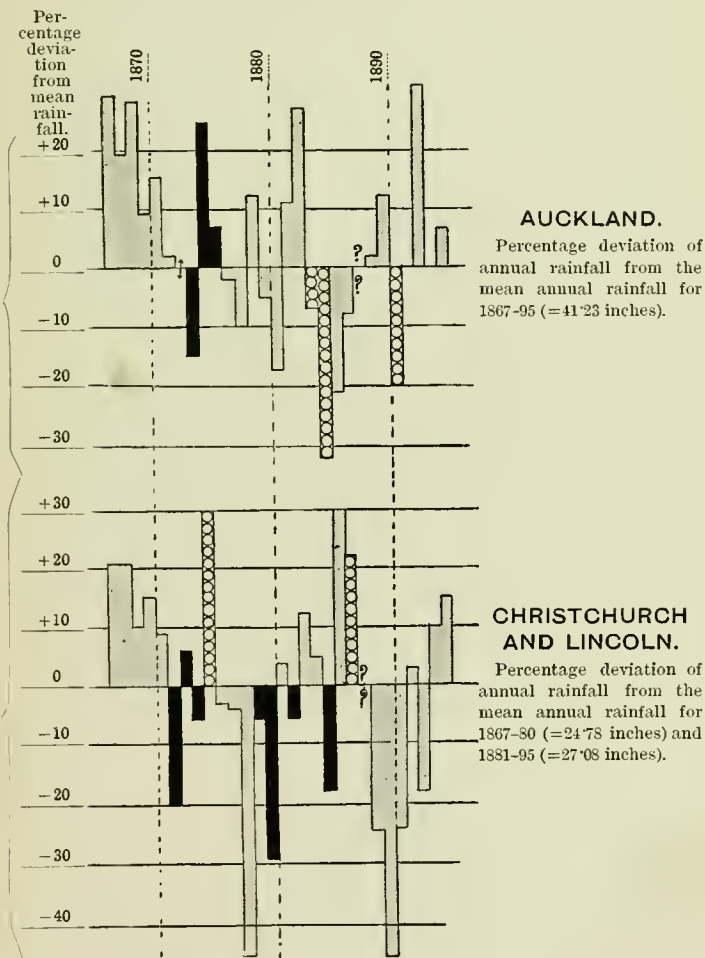 Per-
centage
devia-
tion
from
mean
rain-
fall.
1870
1880
1890
+20
+10
0
?
?
−10
−20
−30
AUCKLAND.
Percentage deviation of
annual rainfall from the
mean annual rainfall for
1867-95 (=41·23 inches).
+30
+20
+10
0
?
?
−10
−20
−30
−40
CHRISTCHURCH
AND LINCOLN.
Percentage deviation of
annual rainfall from the
mean annual rainfall for
1867-80 (=24·78 inches) and
1881-95 (=27·08 inches).